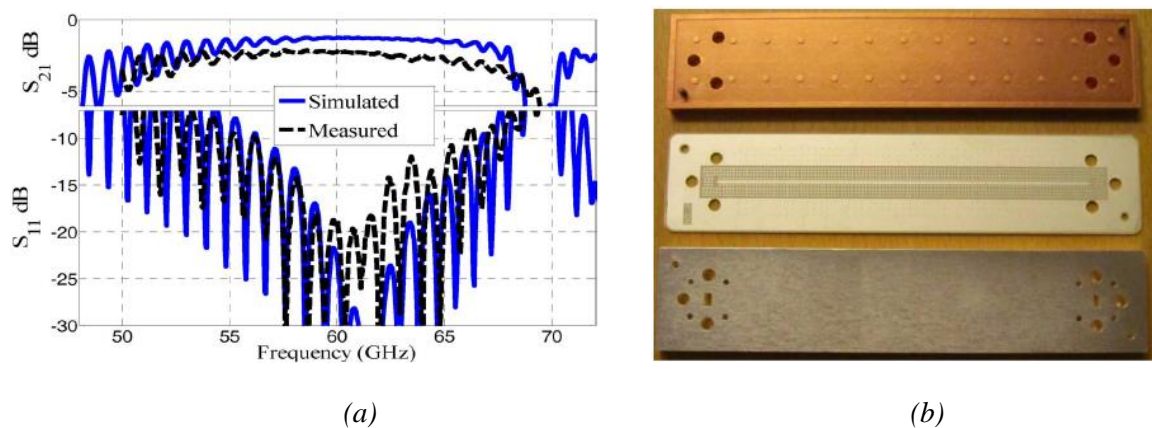 0
-5
S21 dB
Simulated
Measured
-10
-15
-20
-25
-30
S11 dB
50 55 60 65 70
Frequency (GHz)
(a) (b)